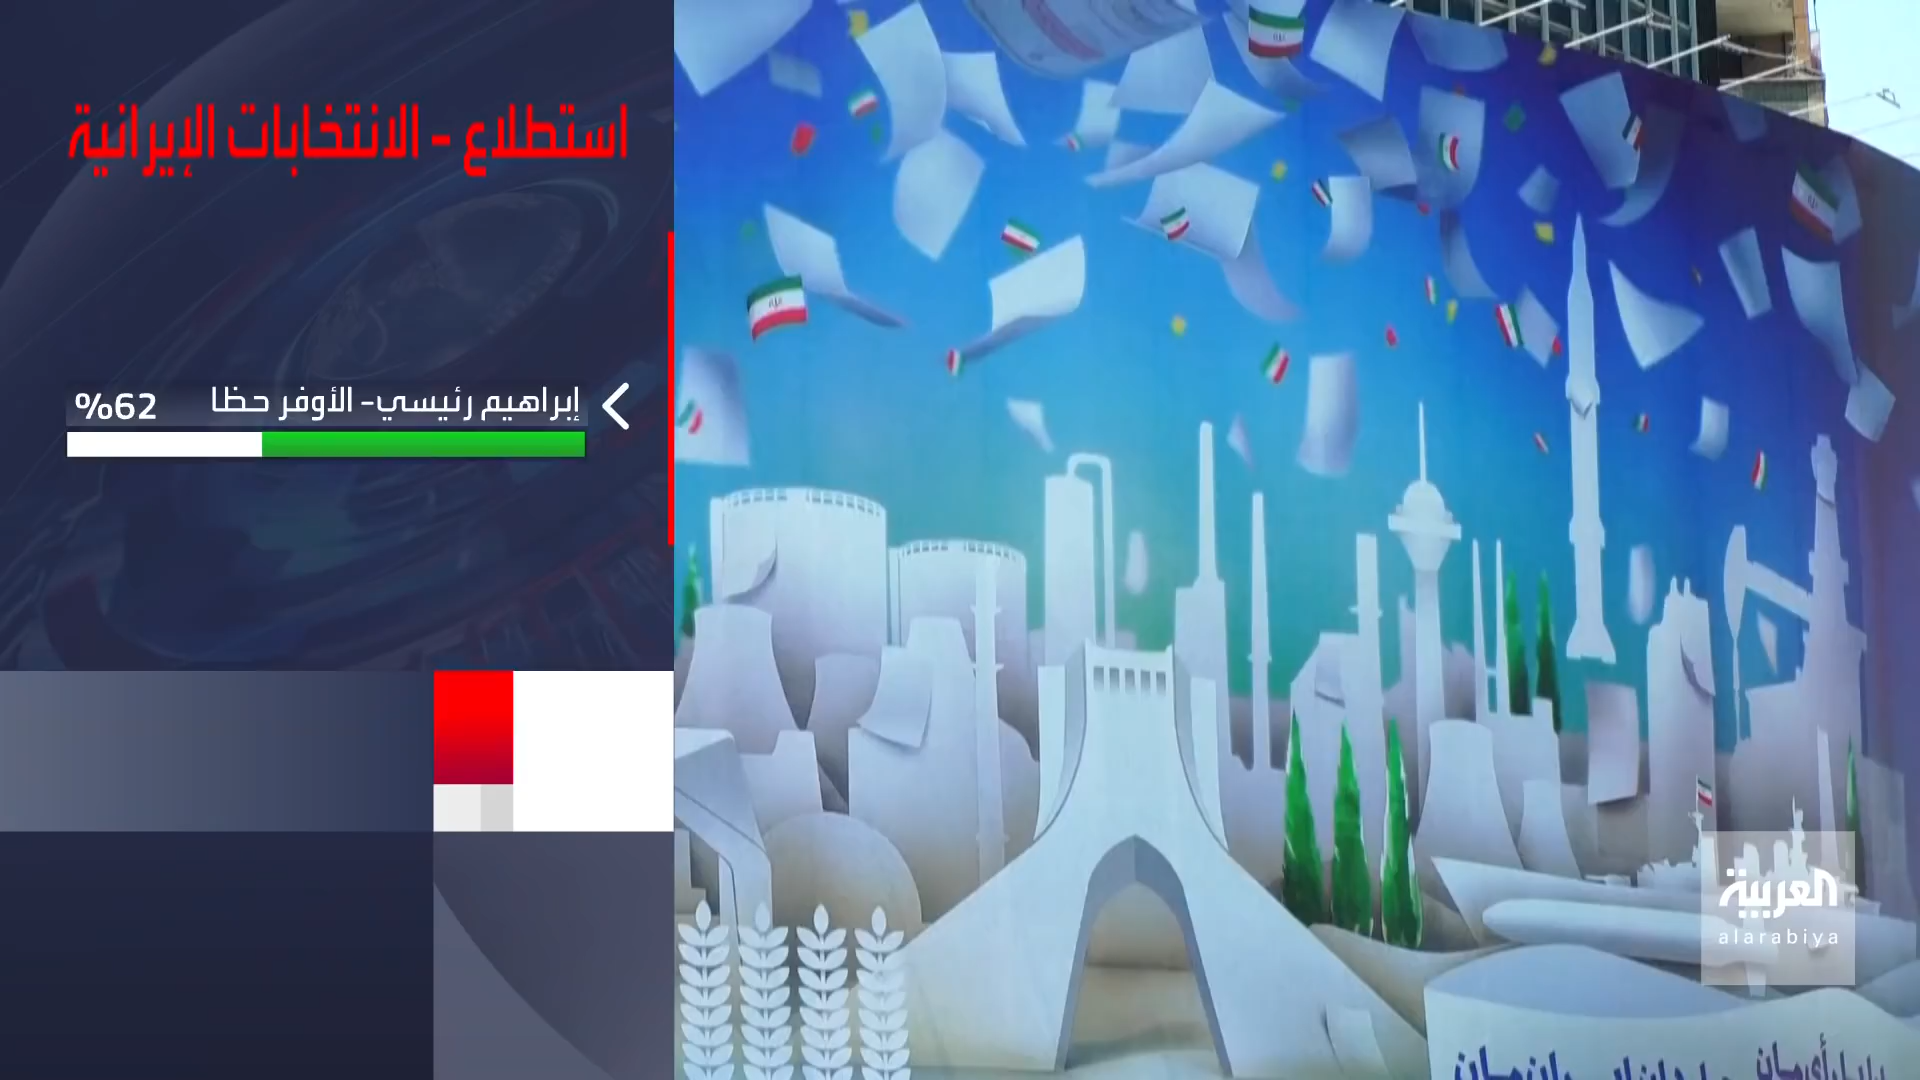 استطلاع - الانتخابات الإيرانية
إبراهيم رئيسي- الأوفر حظا
%62
العربية
alarabiya